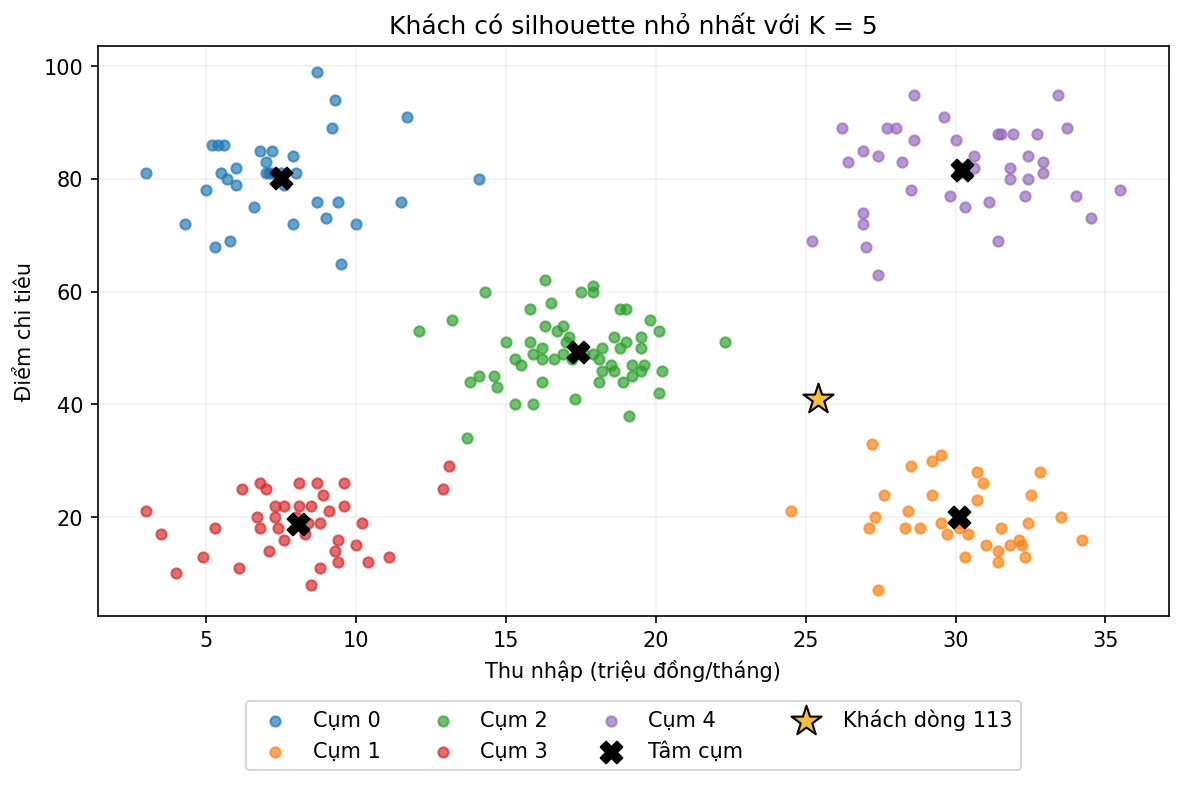 Khách có silhouette nhỏ nhất với K = 5
100
80
60
40
20
Điểm chi tiêu
5
10
15
20
25
30
35
Thu nhập (triệu đồng/tháng)
Cụm 0
Cụm 2
Cụm 4
Khách dòng 113
Cụm 1
Cụm 3
Tâm cụm